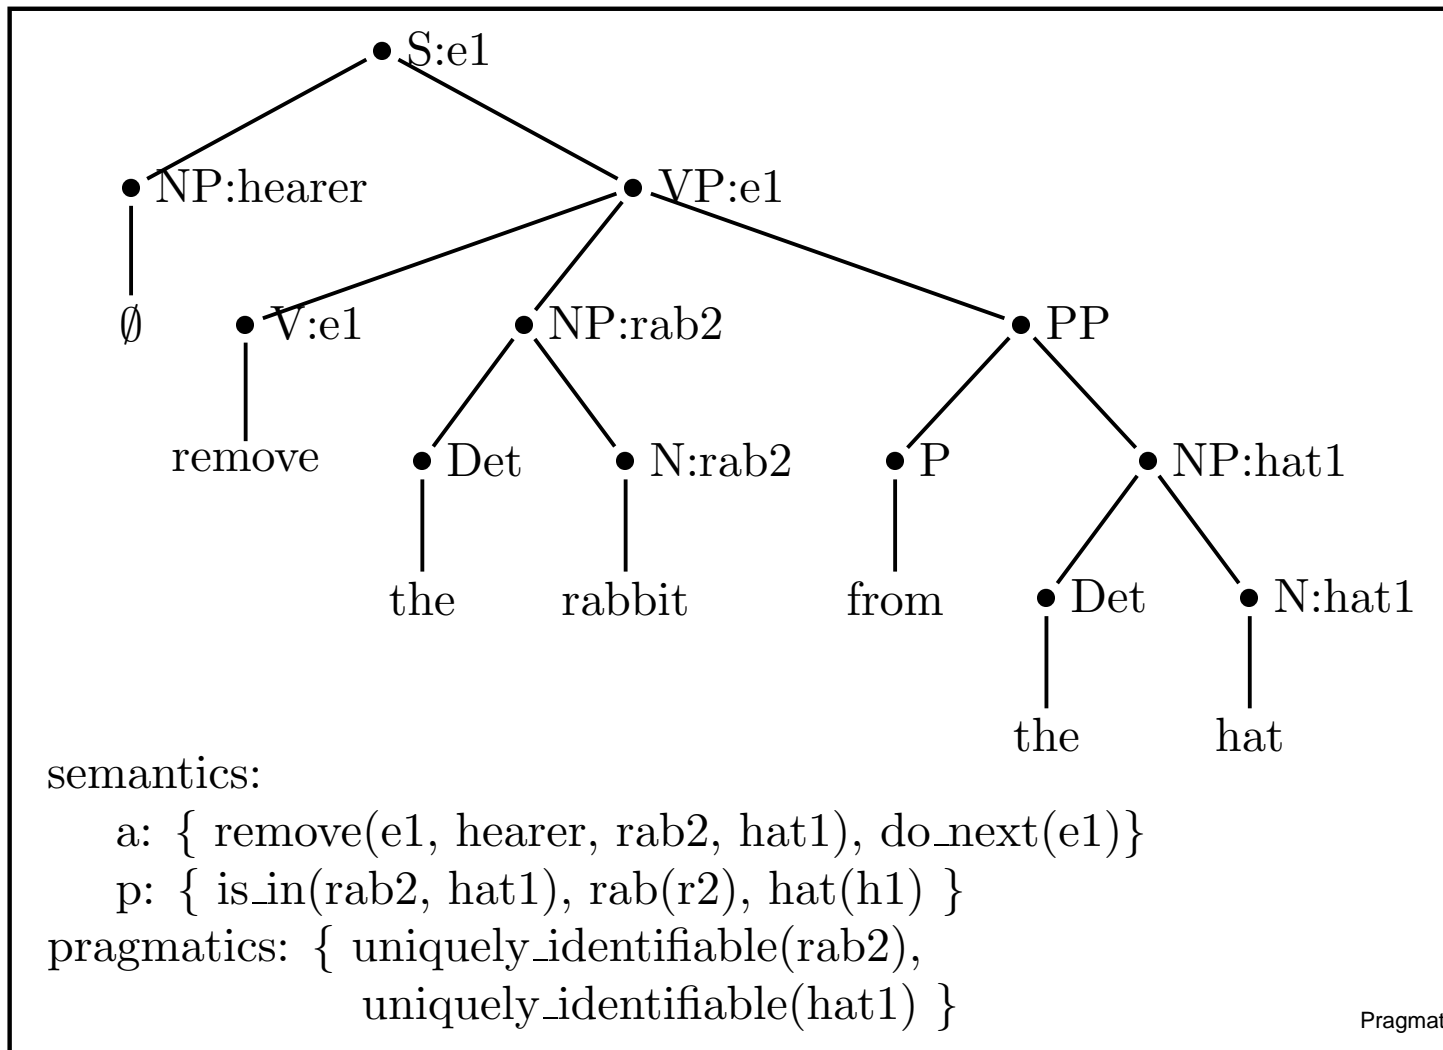 S:e1
NP:hearer VP:e1
∅ V:e1 NP:rab2 PP
remove Det N:rab2 P NP:hat1
the rabbit from Det N:hat1
the hat
semantics:
a: { remove(e1, hearer, rab2, hat1), do_next(e1)}
p: { is_in(rab2, hat1), rab(r2), hat(h1) }
pragmatics: { uniquely_identifiable(rab2),
uniquely_identifiable(hat1) }
Pragmat